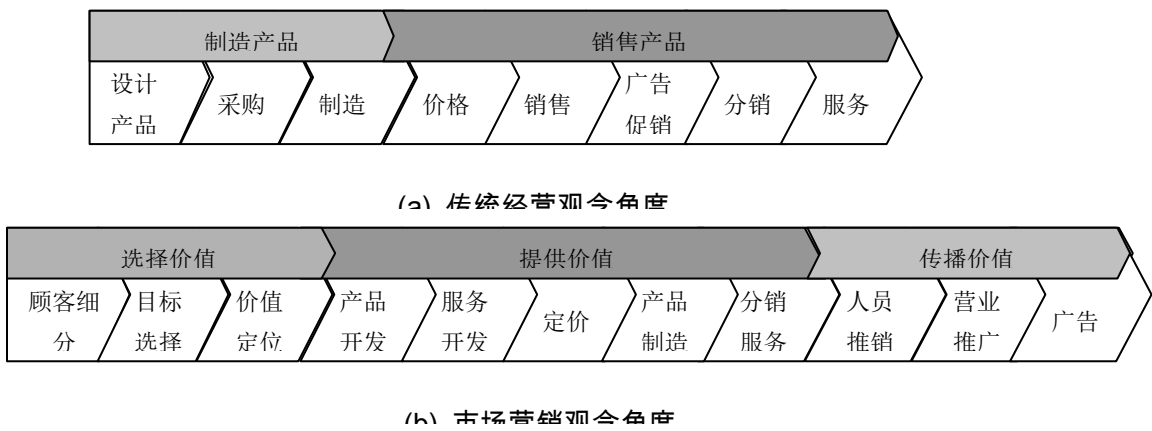 制造产品 销售产品
设计 广告
采购 制造 价格 销售 分销 服务
产品 促销
(a) 传统经营观念角度
选择价值 提供价值 传播价值
顾客细 目标 价值 产品 服务 产品 分销 人员 营业
定价 广告
分 选择 定位 开发 开发 制造 服务 推销 推广
(b) 市场营销观念角度